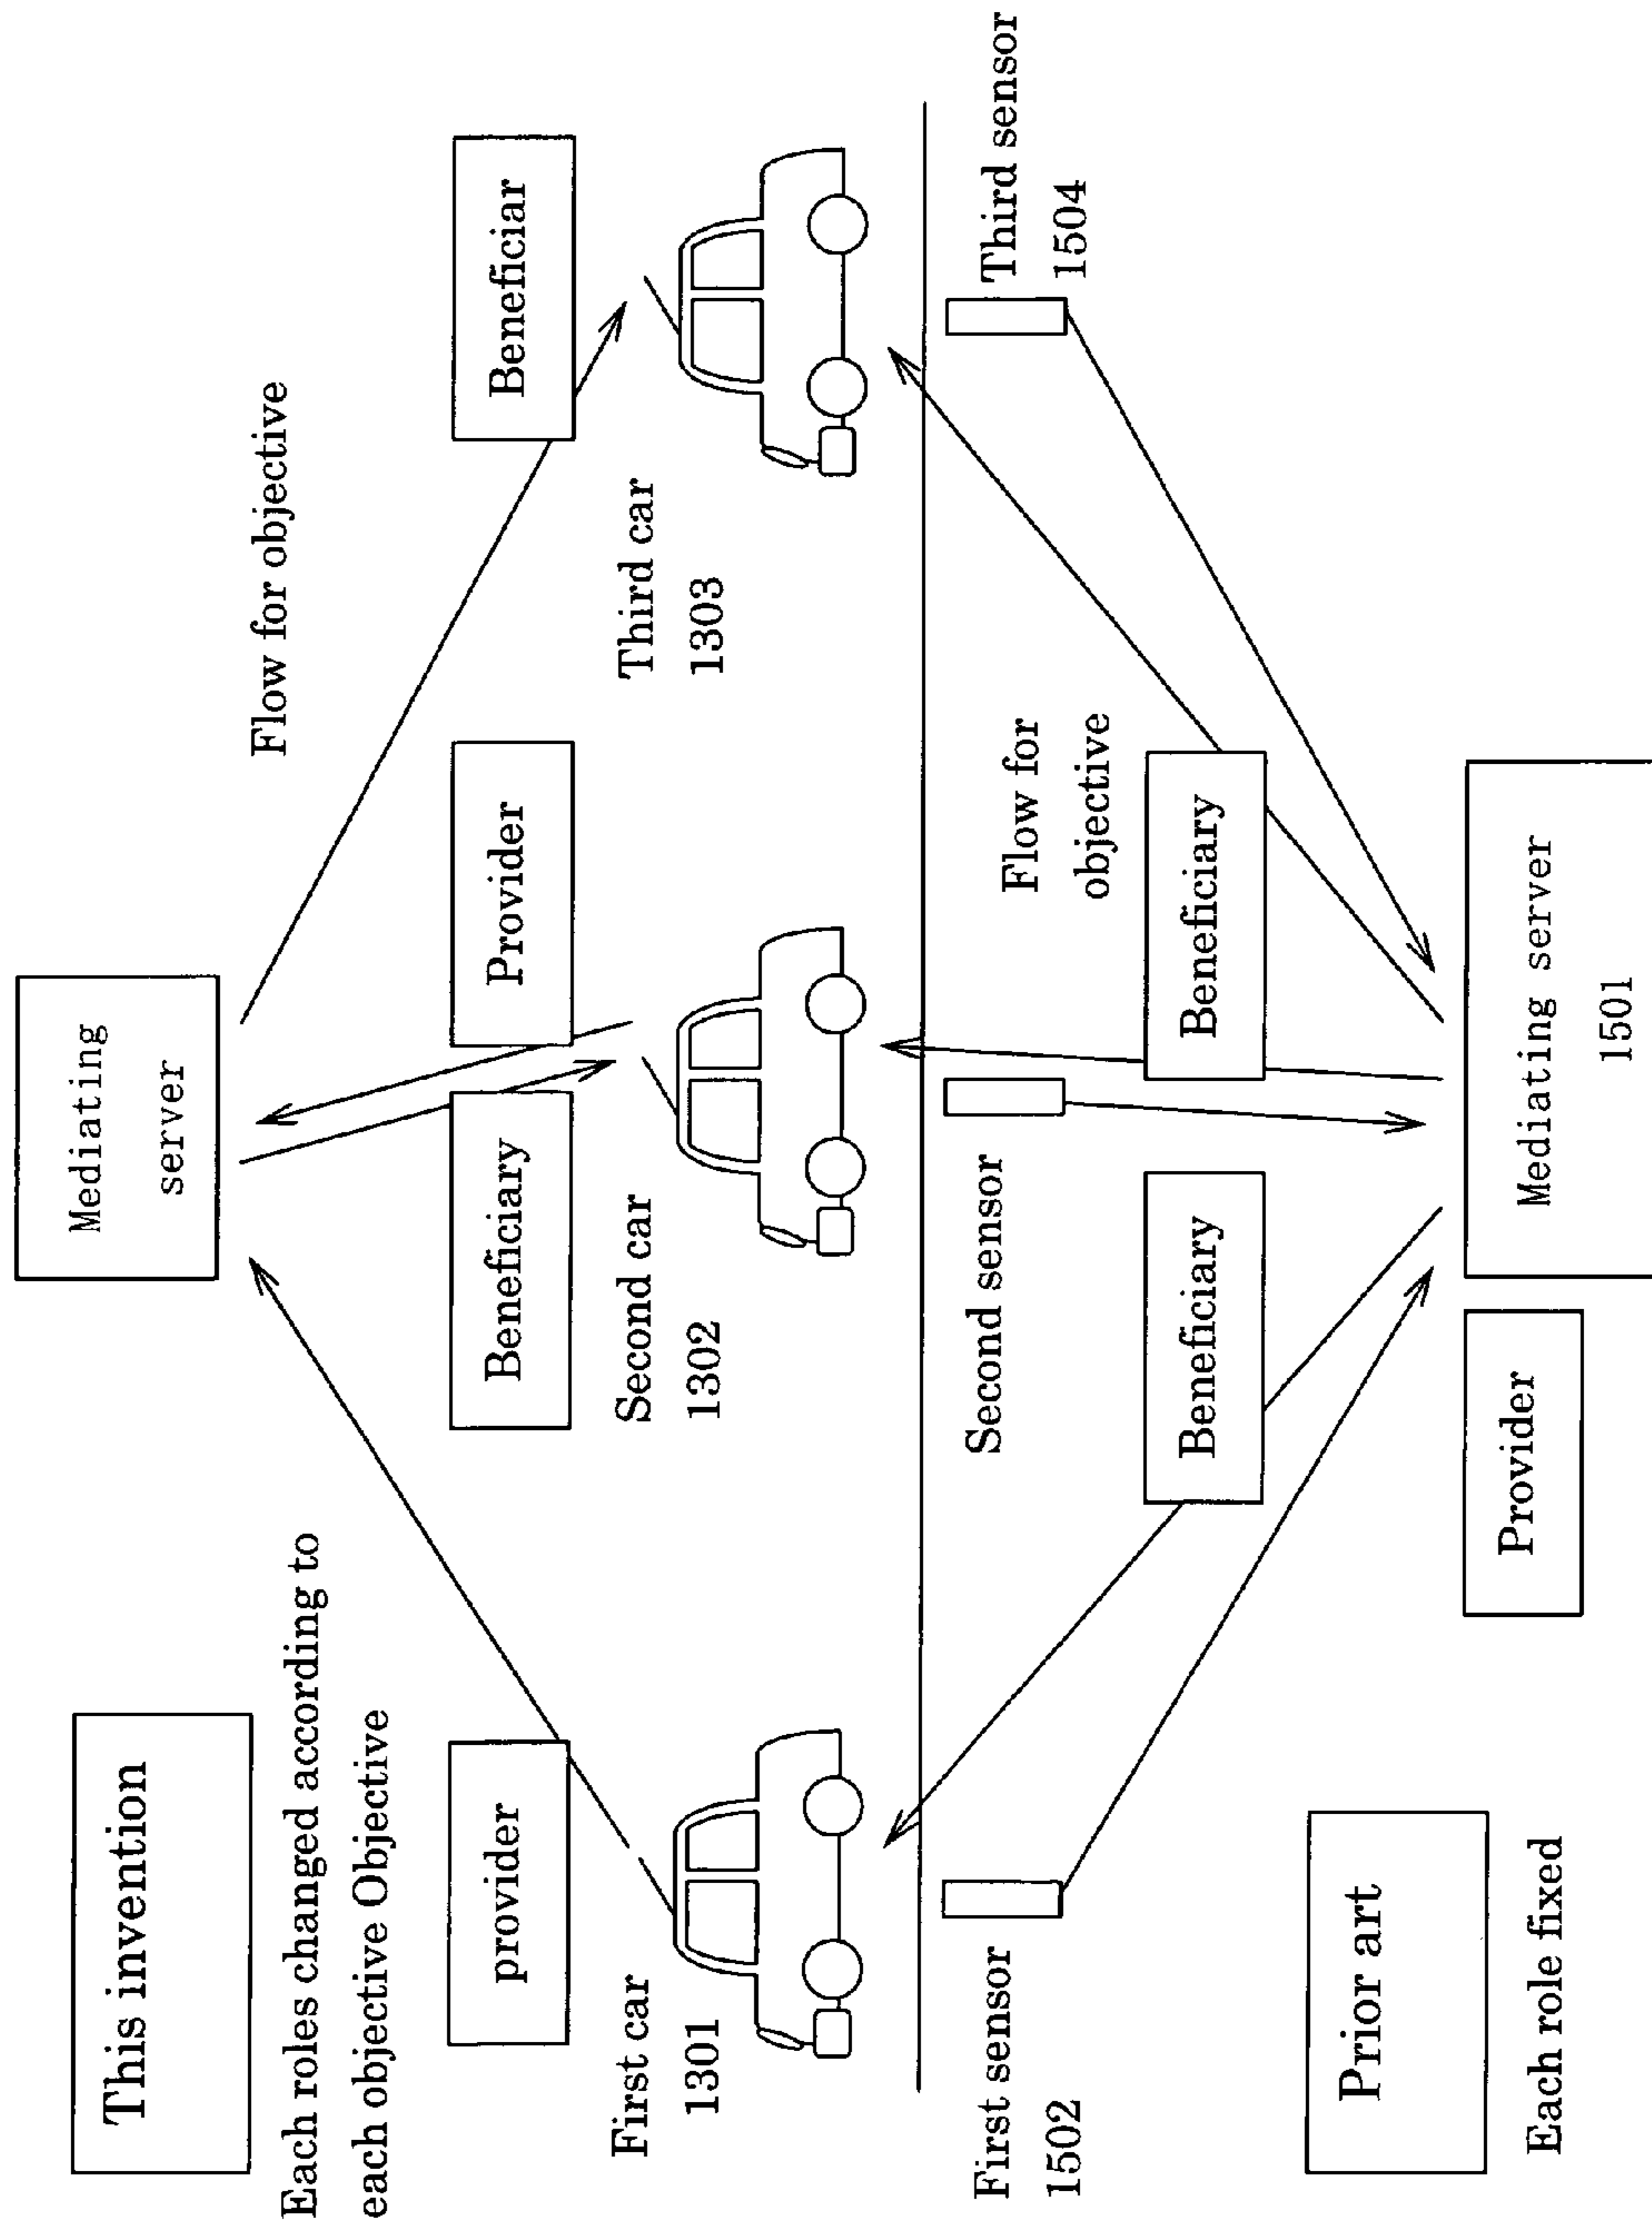 This invention
Each roles changed according to
each objective Objective
Mediating
server
Flow for objective
provider
Beneficiary
Provider
Beneficiar
First car
1301
Second car
1302
Third car
1303
First sensor
1502
Second sensor
Third sensor
1504
Flow for
objective
Beneficiary
Beneficiary
Prior art
Each role fixed
Provider
Mediating server
1501